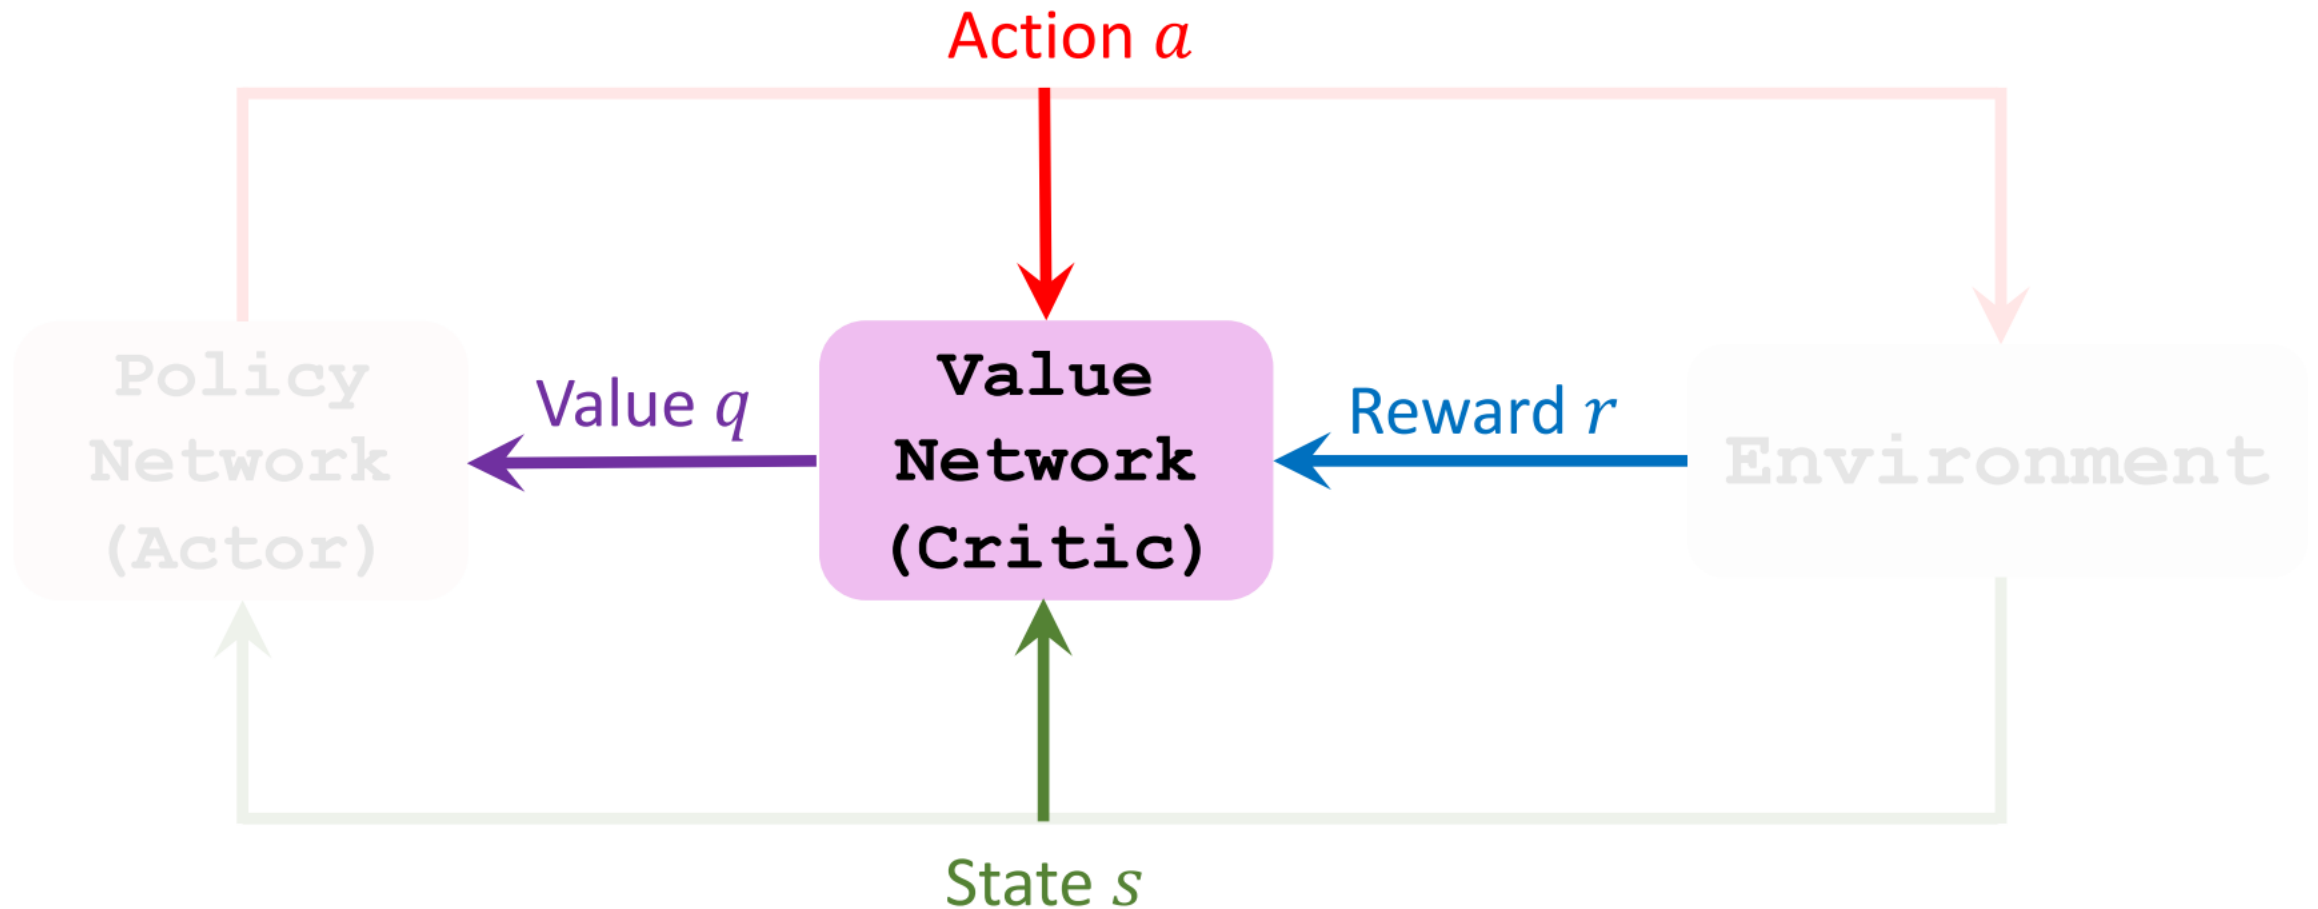 Action a
Policy
Network
(Actor)
Value q
Value
Network
(Critic)
Reward r
Environment
State s